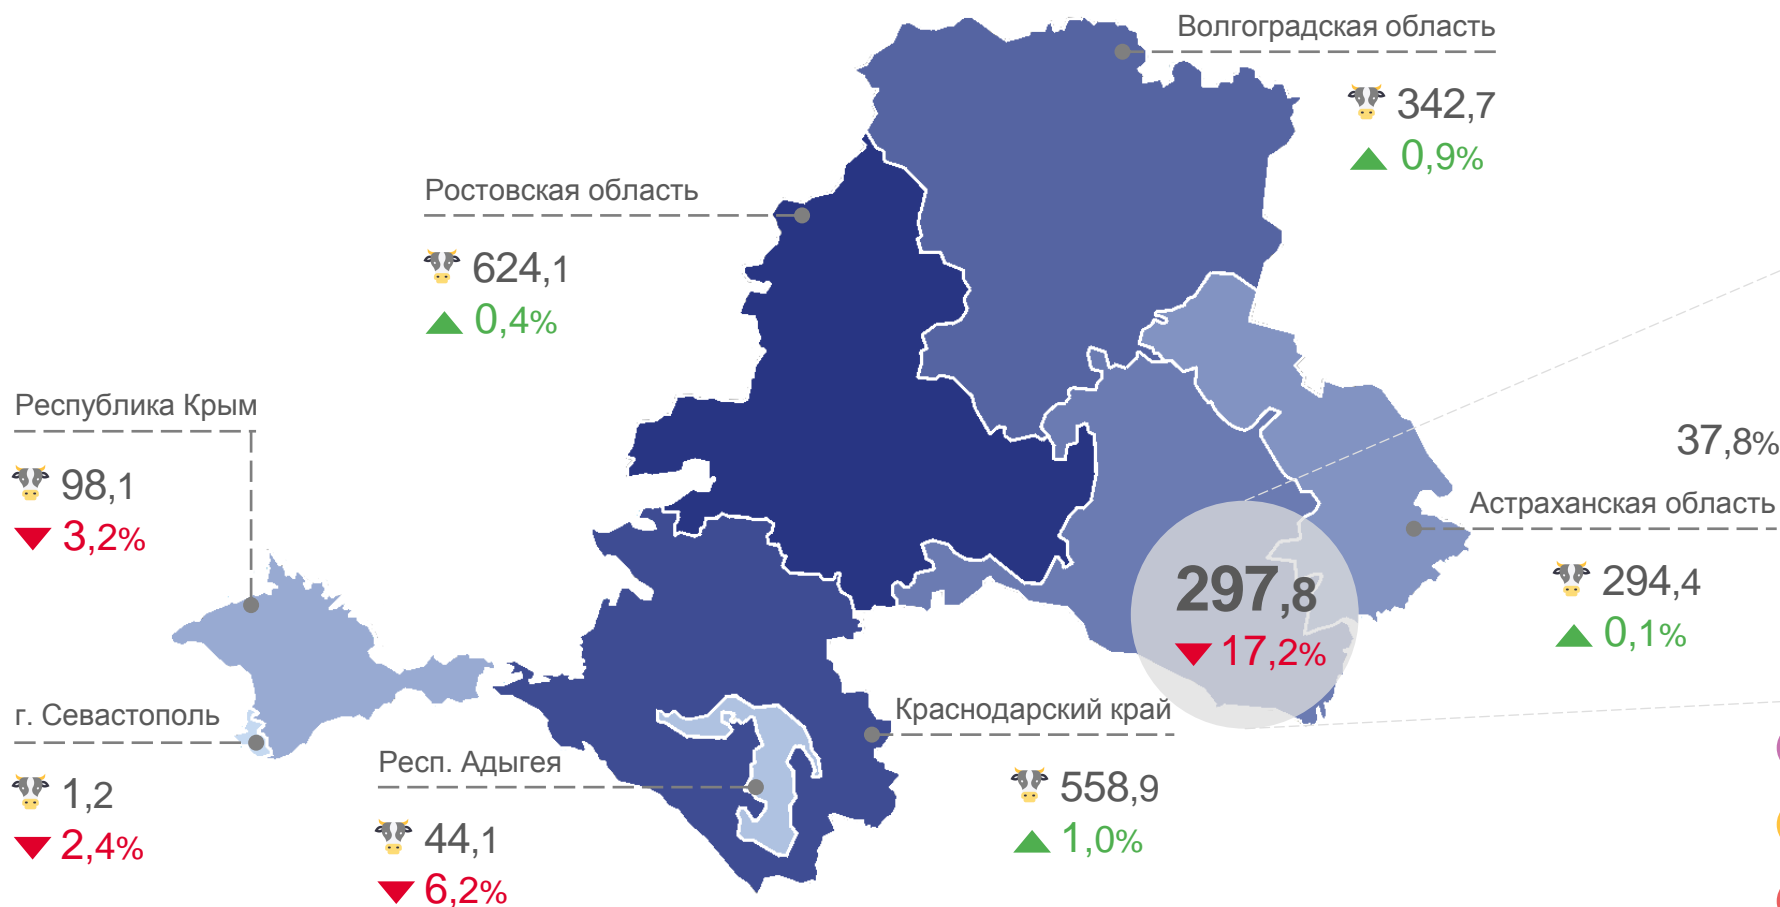 Волгоградская область
342,7
0,9%
Ростовская область
624,1
0,4%
Республика Крым
98,1
3,2%
37,8%
Астраханская область
294,4
0,1%
297,8
17,2%
г. Севастополь
1,2
2,4%
Респ. Адыгея
44,1
6,2%
Краснодарский край
558,9
1,0%